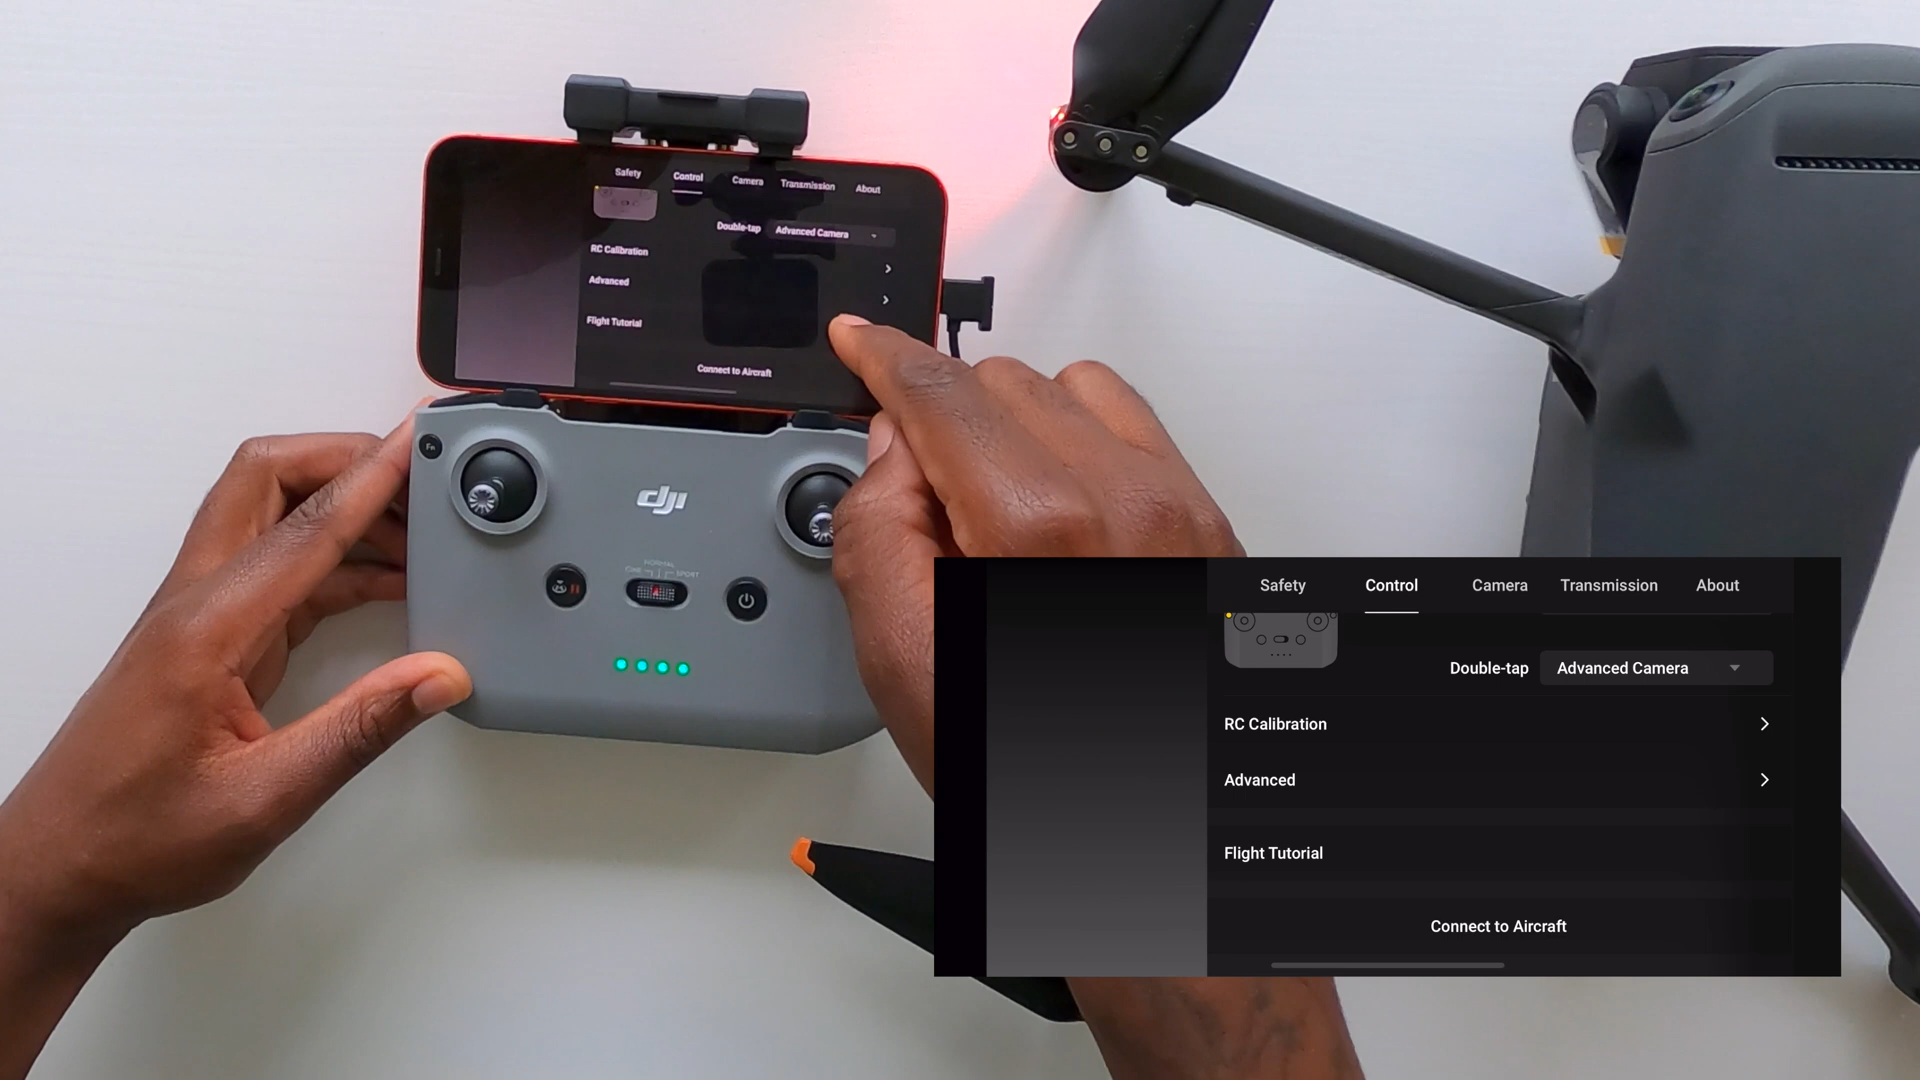 Safety Control Camera Transmission About
Double-tap Advanced Camera
RC Calibration
Advanced
Flight Tutorial
Connect to Aircraft
Fn
dji
CINE NORMAL SPORT
Safety Control Camera Transmission About
Double-tap Advanced Camera
RC Calibration
Advanced
Flight Tutorial
Connect to Aircraft